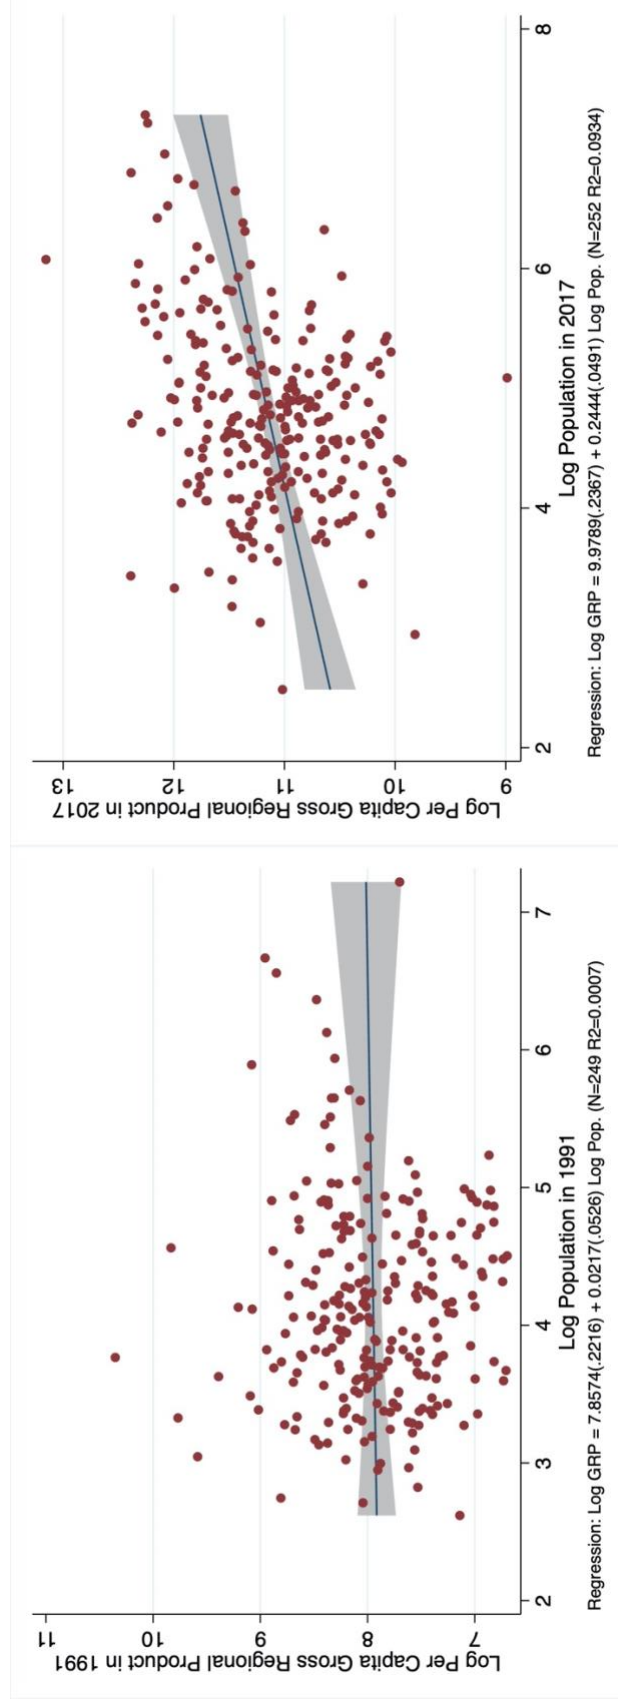 Log Per Capita Gross Regional Product in 1991
11
10
9
8
7
2 3 4 5 6 7
Log Population in 1991
Regression: Log GRP = 7.8574(.2216) + 0.0217(.0526) Log Pop. (N=249 R2=0.0007)
Log Per Capita Gross Regional Product in 2017
13
12
11
10
9
2 4 6 8
Log Population in 2017
Regression: Log GRP = 9.9789(.2367) + 0.2444(.0491) Log Pop. (N=252 R2=0.0934)